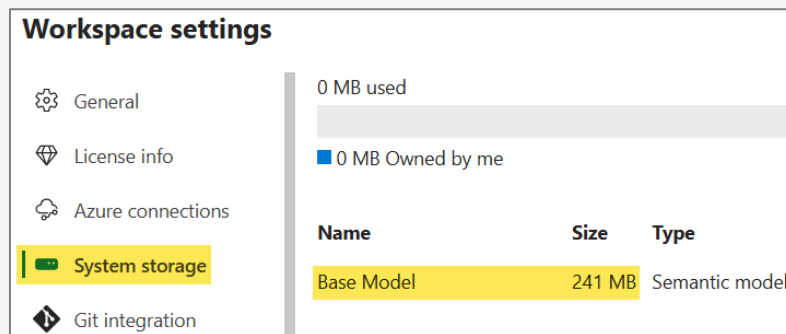 Workspace settings
General
License info
Azure connections
System storage
Git integration
0 MB used
0 MB Owned by me
Name Size Type
Base Model 241 MB Semantic model